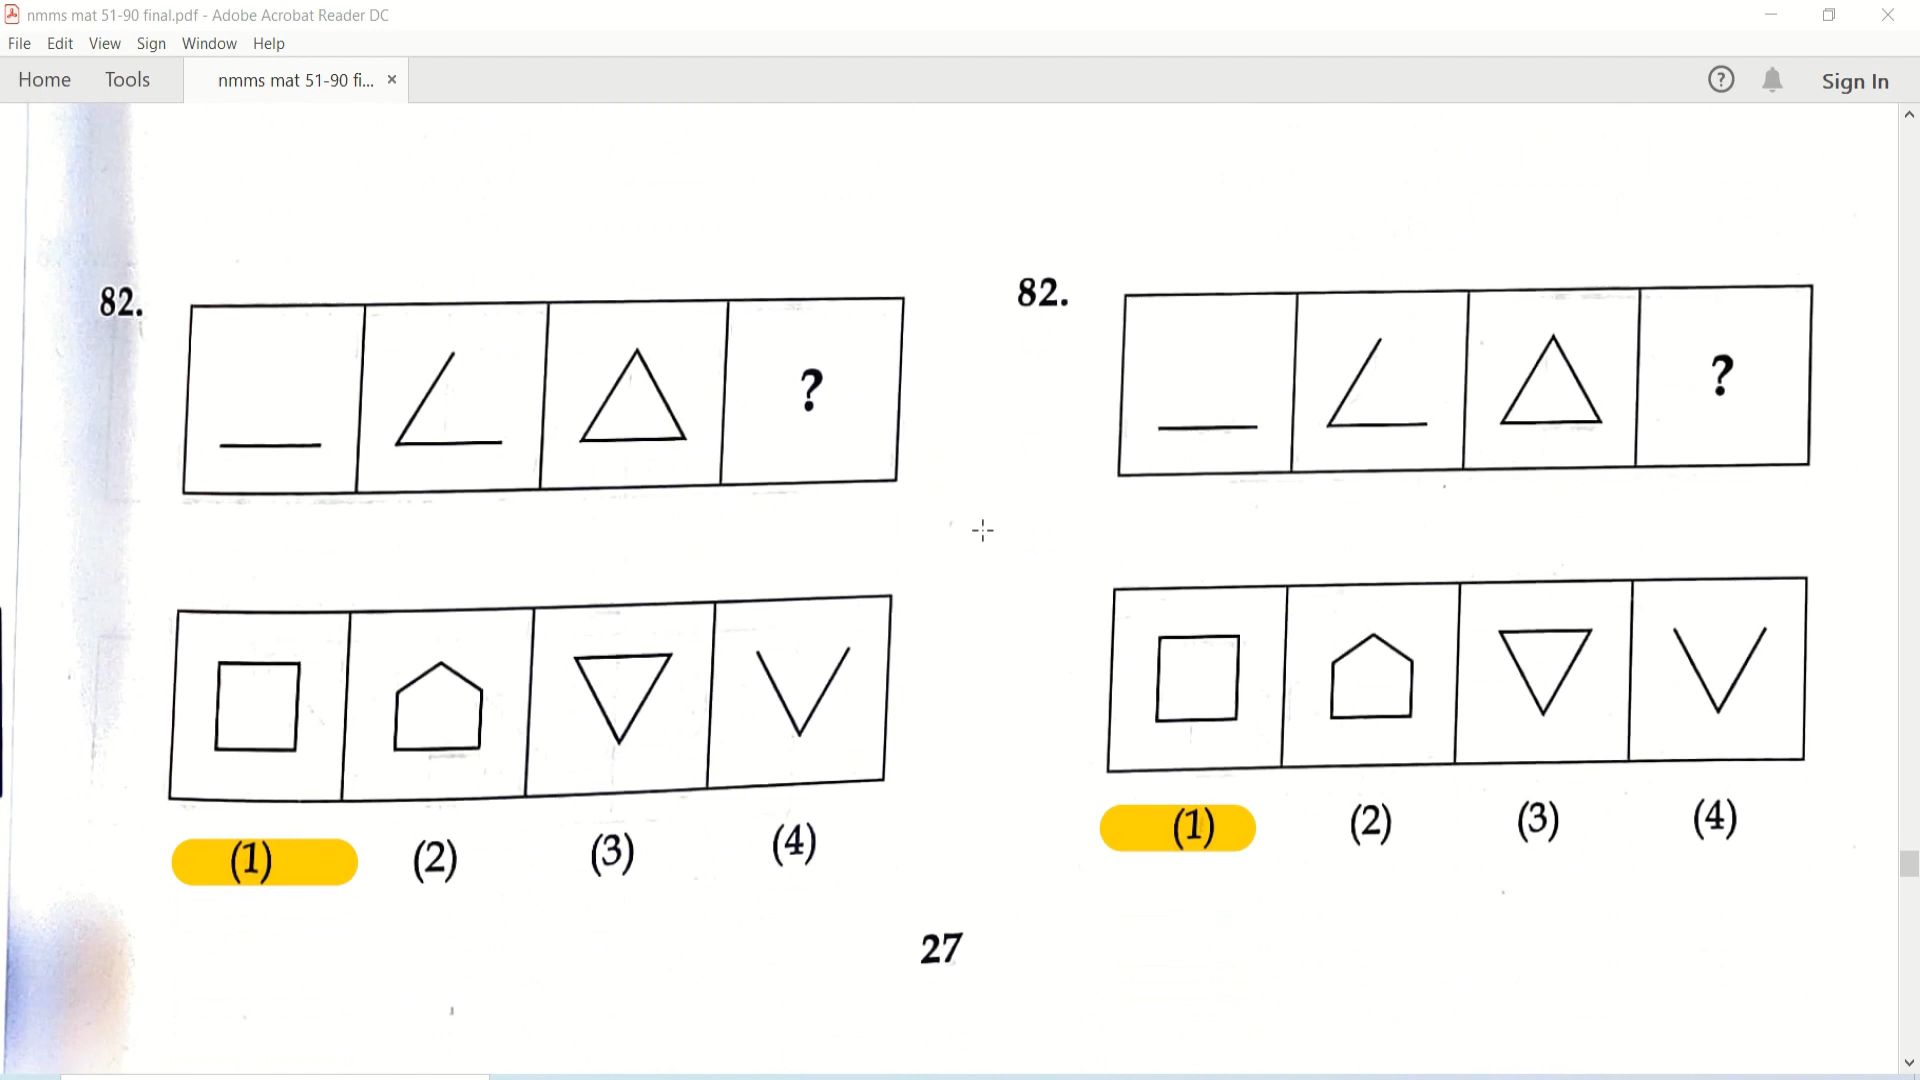 nmms mat 51-90 final.pdf - Adobe Acrobat Reader DC
File Edit View Sign Window Help
Home Tools nmms mat 51-90 fi... × ? Sign In
82.
?
(1) (2) (3) (4)
82.
?
(1) (2) (3) (4)
27